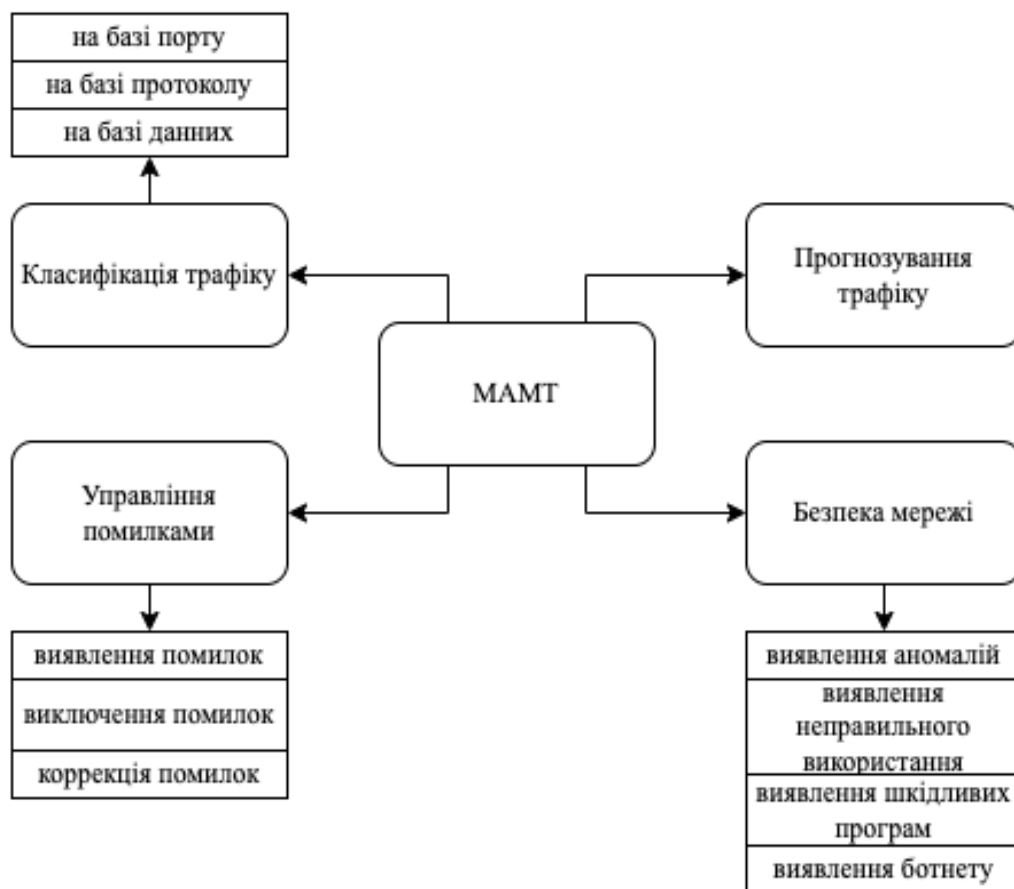 на базі порту
на базі протоколу
на базі данних
Класифікація трафіку
Прогнозування
трафіку
МАМТ
Управління
помилками
Безпека мережі
виявлення помилок
виключення помилок
коррекція помилок
виявлення аномалій
виявлення
неправильного
використання
виявлення шкідливих
програм
виявлення ботнету